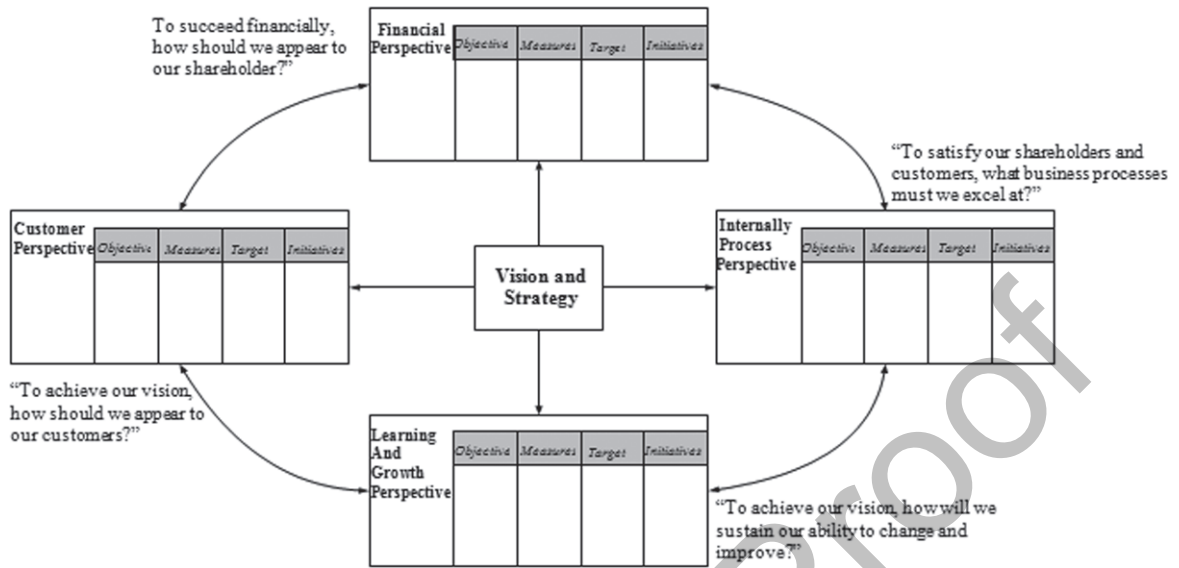 To succeed financially,
how should we appear to
our shareholder?”
Financial
Perspective
Objective Measures Target Initiatives
“To satisfy our shareholders and
customers, what business processes
must we excel at?”
Customer
Perspective
Objective Measures Target Initiatives
Vision and
Strategy
Internally
Process
Perspective
Objective Measures Target Initiatives
“To achieve our vision,
how should we appear to
our customers?”
Learning
And
Growth
Perspective
Objective Measures Target Initiatives
“To achieve our vision, how will we
sustain our ability to change and
improve?”
Proof